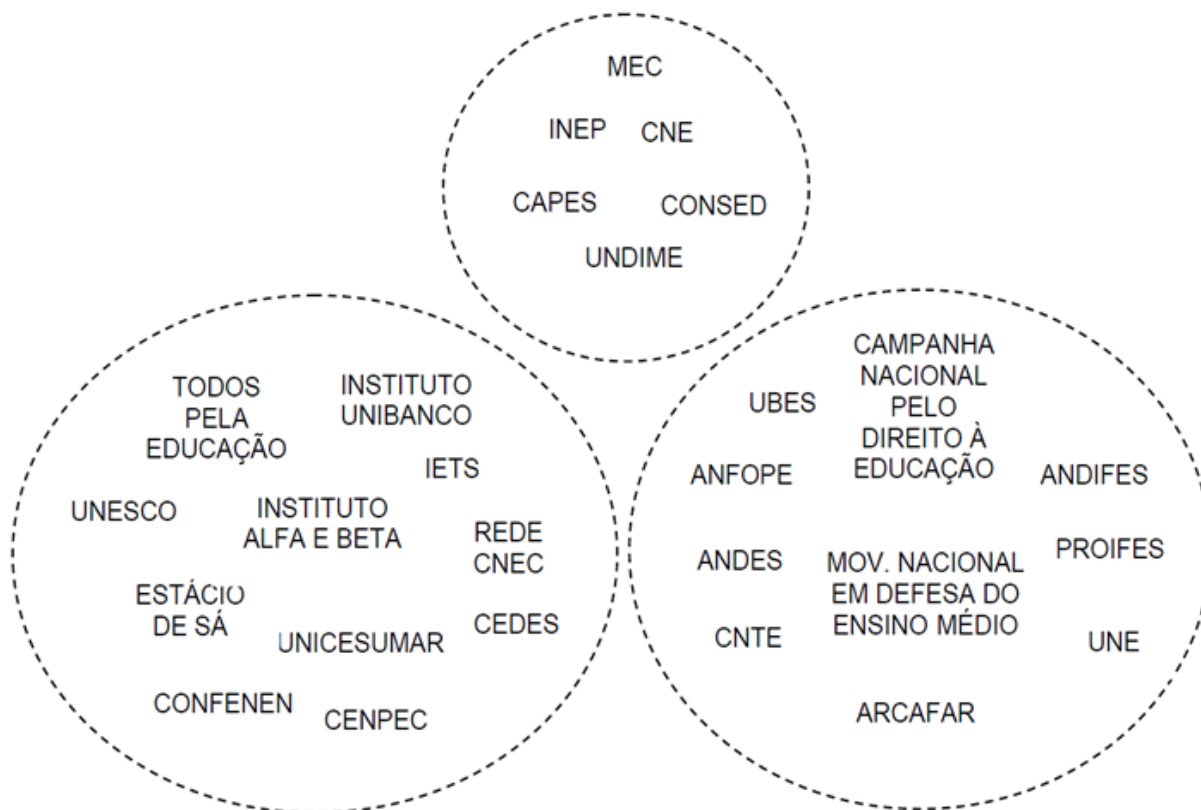 MEC
INEP CNE
CAPES CONSED
UNDIME
TODOS
PELA
EDUCAÇÃO
INSTITUTO
UNIBANCO
IETS
UNESCO
INSTITUTO
ALFA E BETA
REDE
CNEC
ESTÁCIO
DE SÁ
CEDES
UNICESUMAR
CONFENEN
CENPEC
CAMPANHA
NACIONAL
PELO
DIREITO À
EDUCAÇÃO
UBES
ANFOPE
ANDIFES
ANDES
MOV. NACIONAL
EM DEFESA DO
ENSINO MÉDIO
PROIFES
CNTE
UNE
ARCAFAR